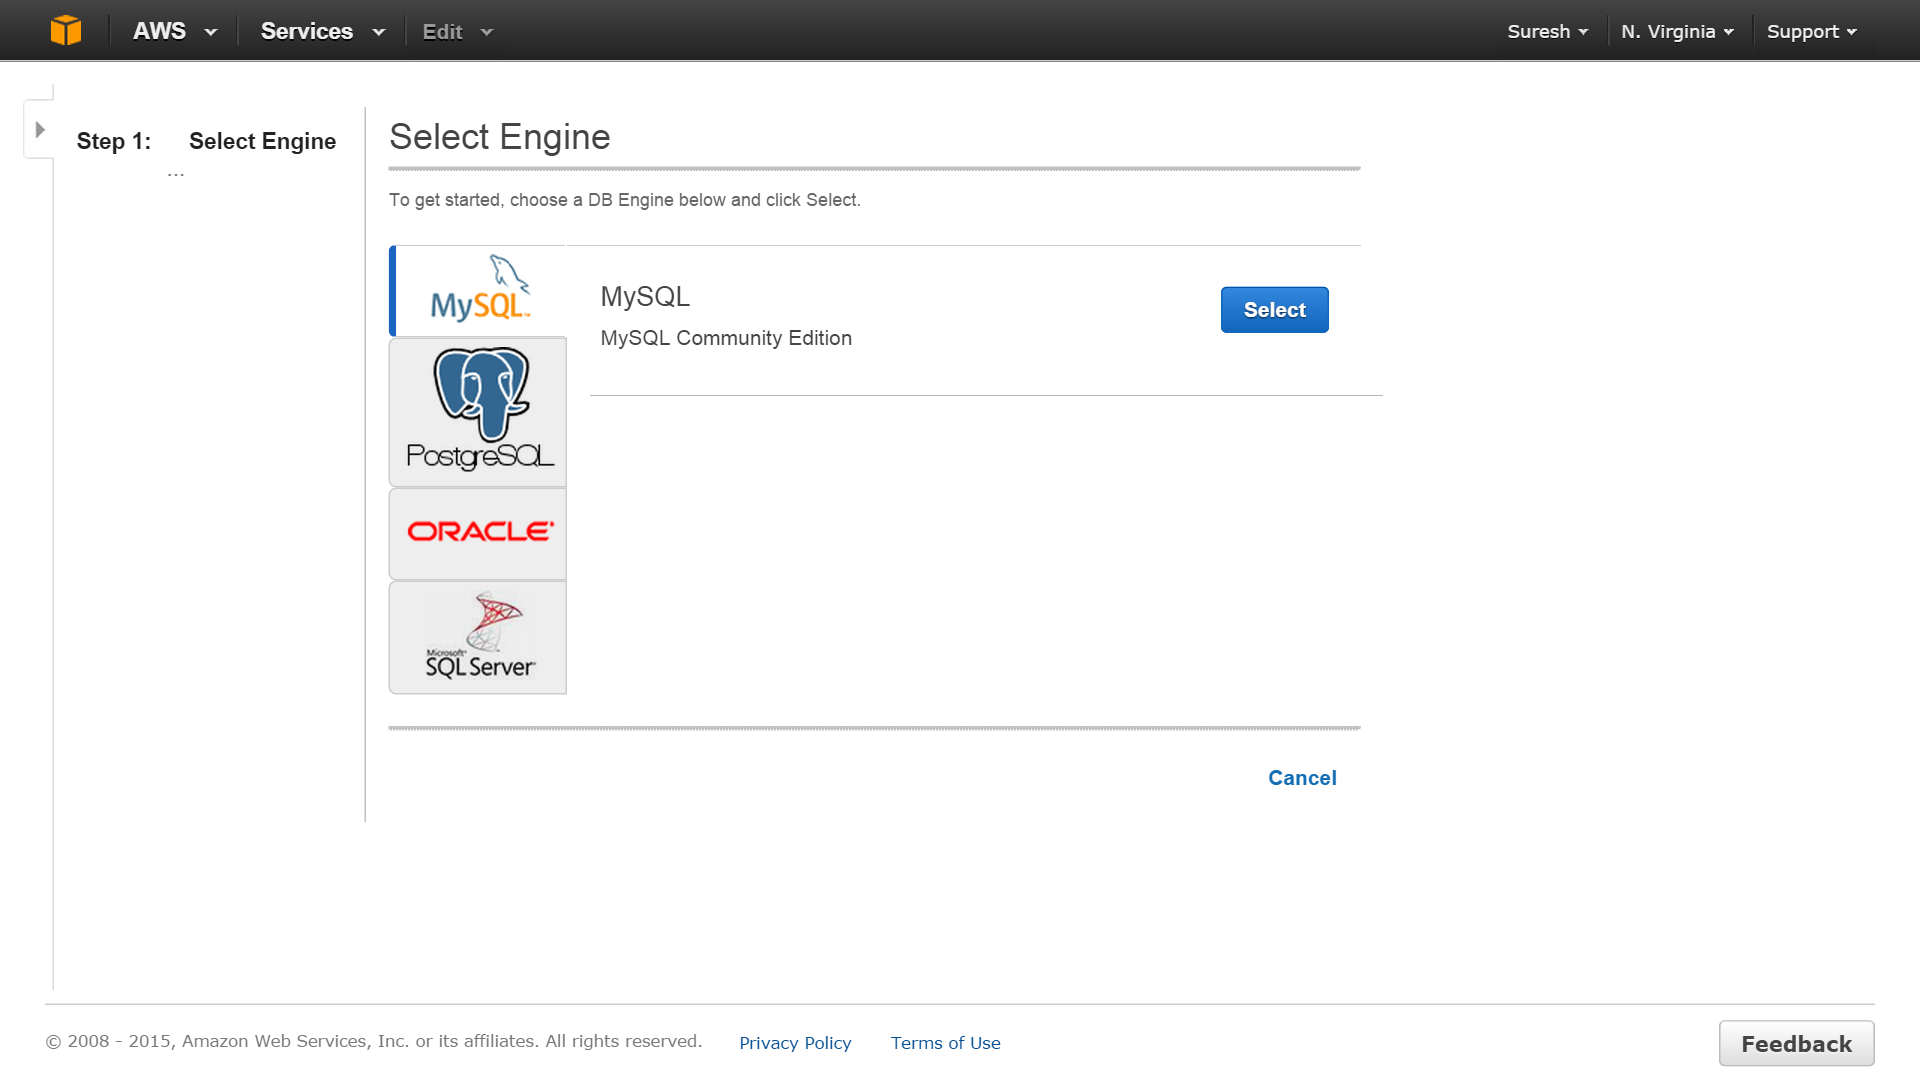 AWS Services Edit Suresh N. Virginia Support
Step 1: Select Engine
...
Select Engine
To get started, choose a DB Engine below and click Select.
MySQL™
MySQL
MySQL Community Edition
Select
PostgreSQL
ORACLE
Microsoft®
SQL Server
Cancel
© 2008 - 2015, Amazon Web Services, Inc. or its affiliates. All rights reserved. Privacy Policy Terms of Use Feedback